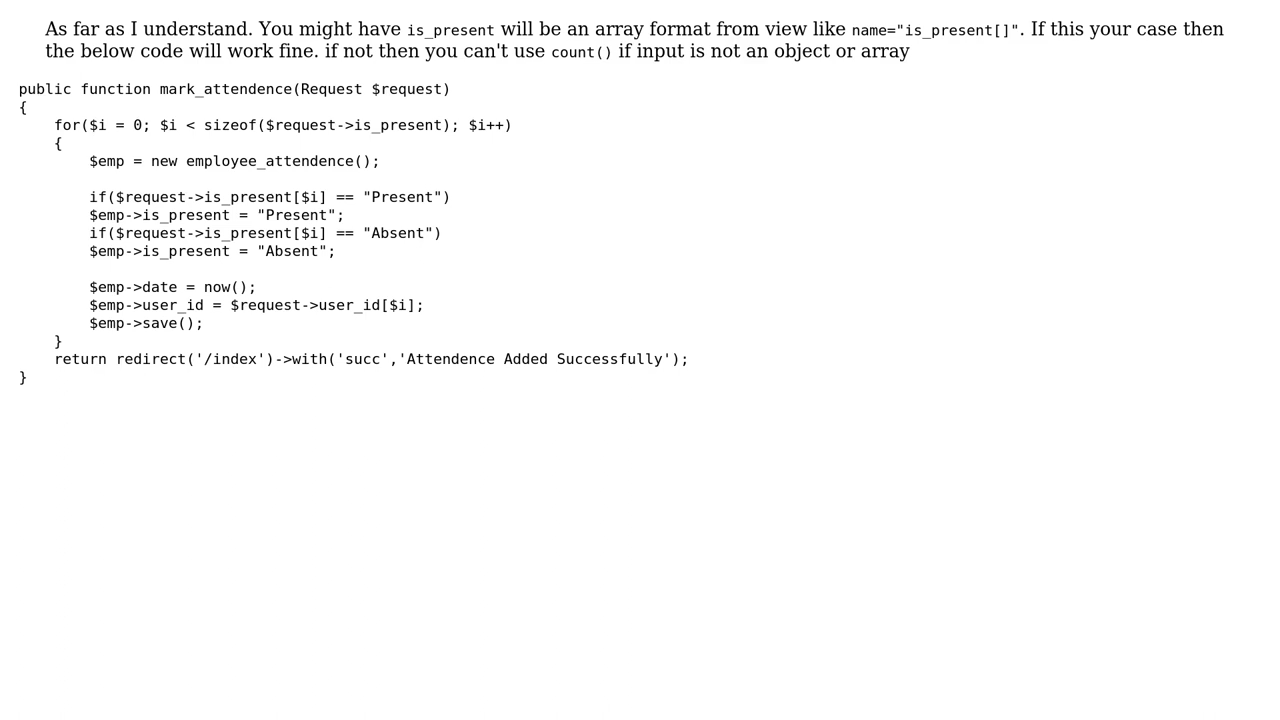 As far as I understand. You might have is_present will be an array format from view like name="is_present[]". If this your case then
the below code will work fine. if not then you can't use count() if input is not an object or array
public function mark_attendence(Request $request)
{
    for($i = 0; $i < sizeof($request->is_present); $i++)
    {
        $emp = new employee_attendence();

        if($request->is_present[$i] == "Present")
        $emp->is_present = "Present";
        if($request->is_present[$i] == "Absent")
        $emp->is_present = "Absent";

        $emp->date = now();
        $emp->user_id = $request->user_id[$i];
        $emp->save();
    }
    return redirect('/index')->with('succ','Attendence Added Successfully');
}